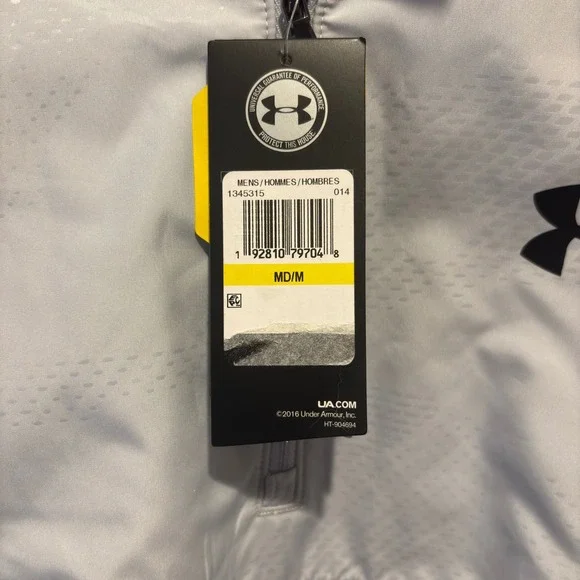 UNIVERSAL GUARANTEE OF PERFORMANCE
PROTECT THIS HOUSE
MENS/HOMMES/HOMBRES
1345315 014
1 92810 79704 8
MD/M
UA.COM
©2016 Under Armour, Inc.
HT-904694